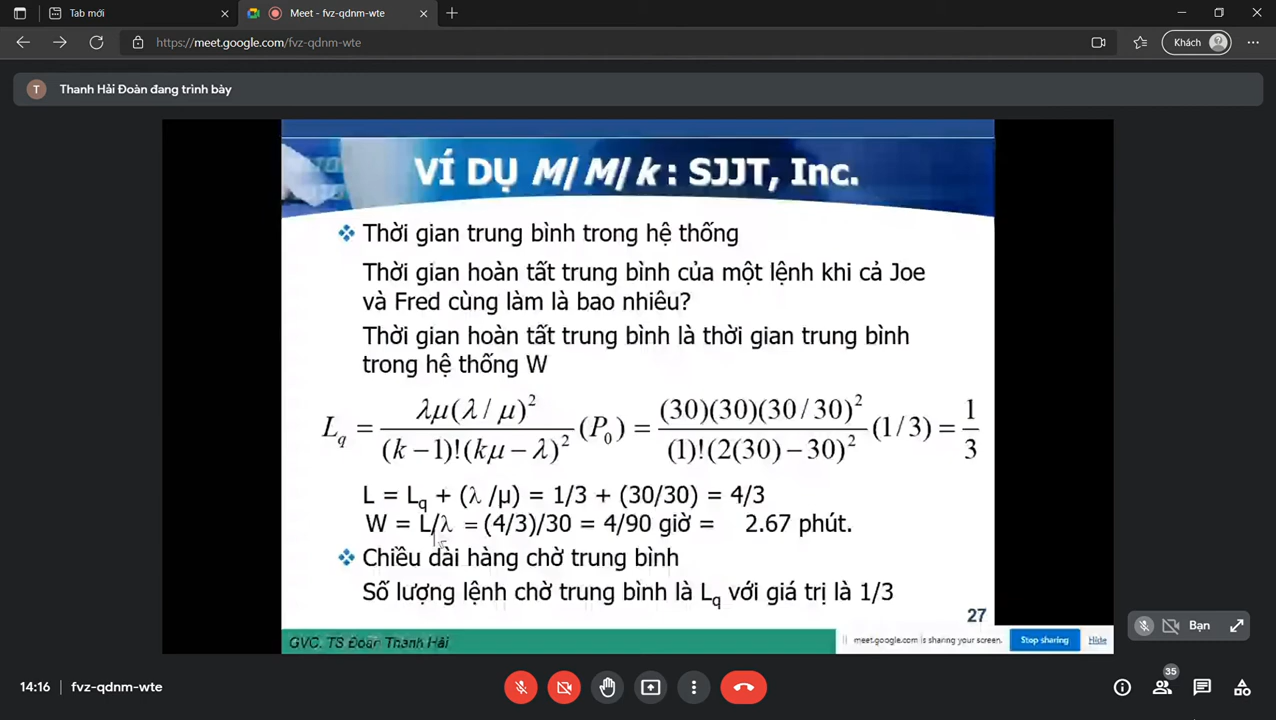 Tab mới
Meet - fvz-qdnm-wte
https://meet.google.com/fvz-qdnm-wte
Khách
T
Thanh Hải Đoàn đang trình bày
VÍ DỤ M/M/k : SJJT, Inc.
Thời gian trung bình trong hệ thống
Thời gian hoàn tất trung bình của một lệnh khi cả Joe
và Fred cùng làm là bao nhiêu?
Thời gian hoàn tất trung bình là thời gian trung bình
trong hệ thống W
L_q = λμ(λ / μ)^2 / ((k − 1)!(kμ − λ)^2) (P_0) = (30)(30)(30/30)^2 / ((1)!(2(30) − 30)^2) (1/3) = 1/3
L = L_q + (λ /μ) = 1/3 + (30/30) = 4/3
W = L/λ = (4/3)/30 = 4/90 giờ = 2.67 phút.
Chiều dài hàng chờ trung bình
Số lượng lệnh chờ trung bình là L_q với giá trị là 1/3
27
GVC. TS Đoàn Thanh Hải
meet.google.com is sharing your screen.
Stop sharing
Hide
Bạn
14:16 | fvz-qdnm-wte
35